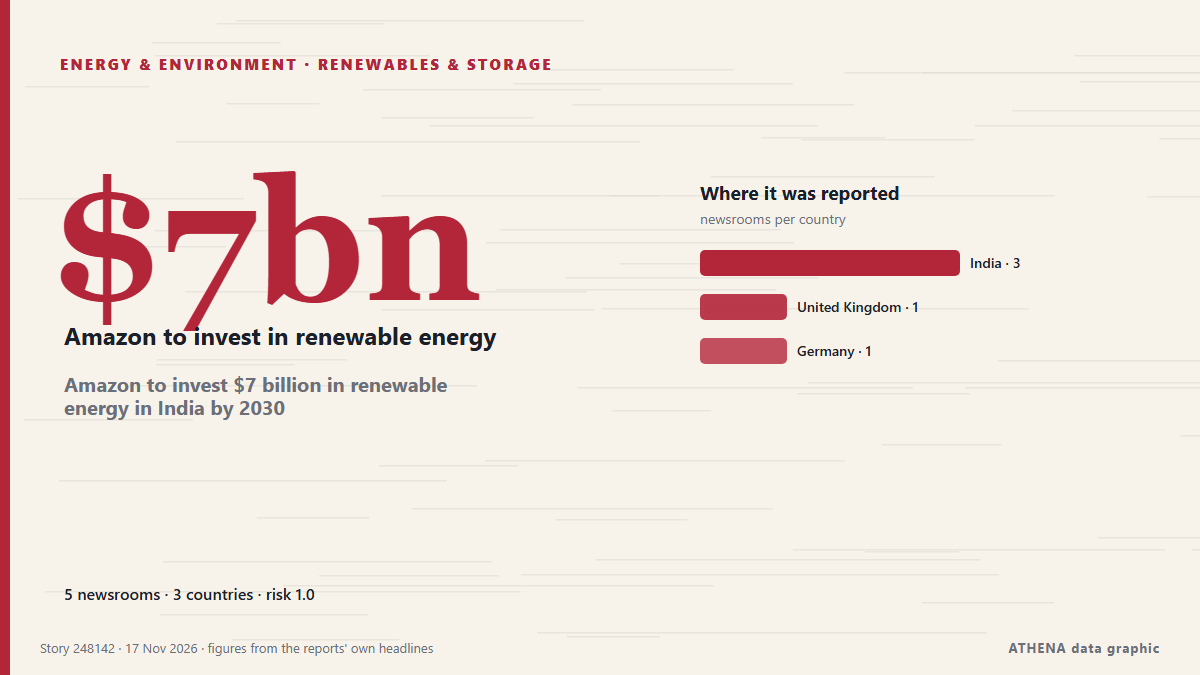 ENERGY & ENVIRONMENT · RENEWABLES & STORAGE
$7bn
Amazon to invest in renewable energy
Amazon to invest $7 billion in renewable
energy in India by 2030
Where it was reported
newsrooms per country
India · 3
United Kingdom · 1
Germany · 1
5 newsrooms · 3 countries · risk 1.0
Story 248142 · 17 Nov 2026 · figures from the reports' own headlines
ATHENA data graphic